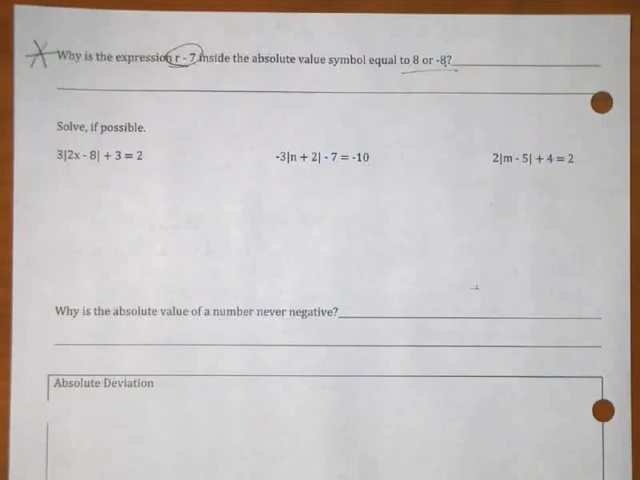 Why is the expression r - 7 inside the absolute value symbol equal to 8 or -8?
Solve, if possible.
3|2x - 8| + 3 = 2
-3|n + 2| - 7 = -10
2|m - 5| + 4 = 2
Why is the absolute value of a number never negative?
Absolute Deviation